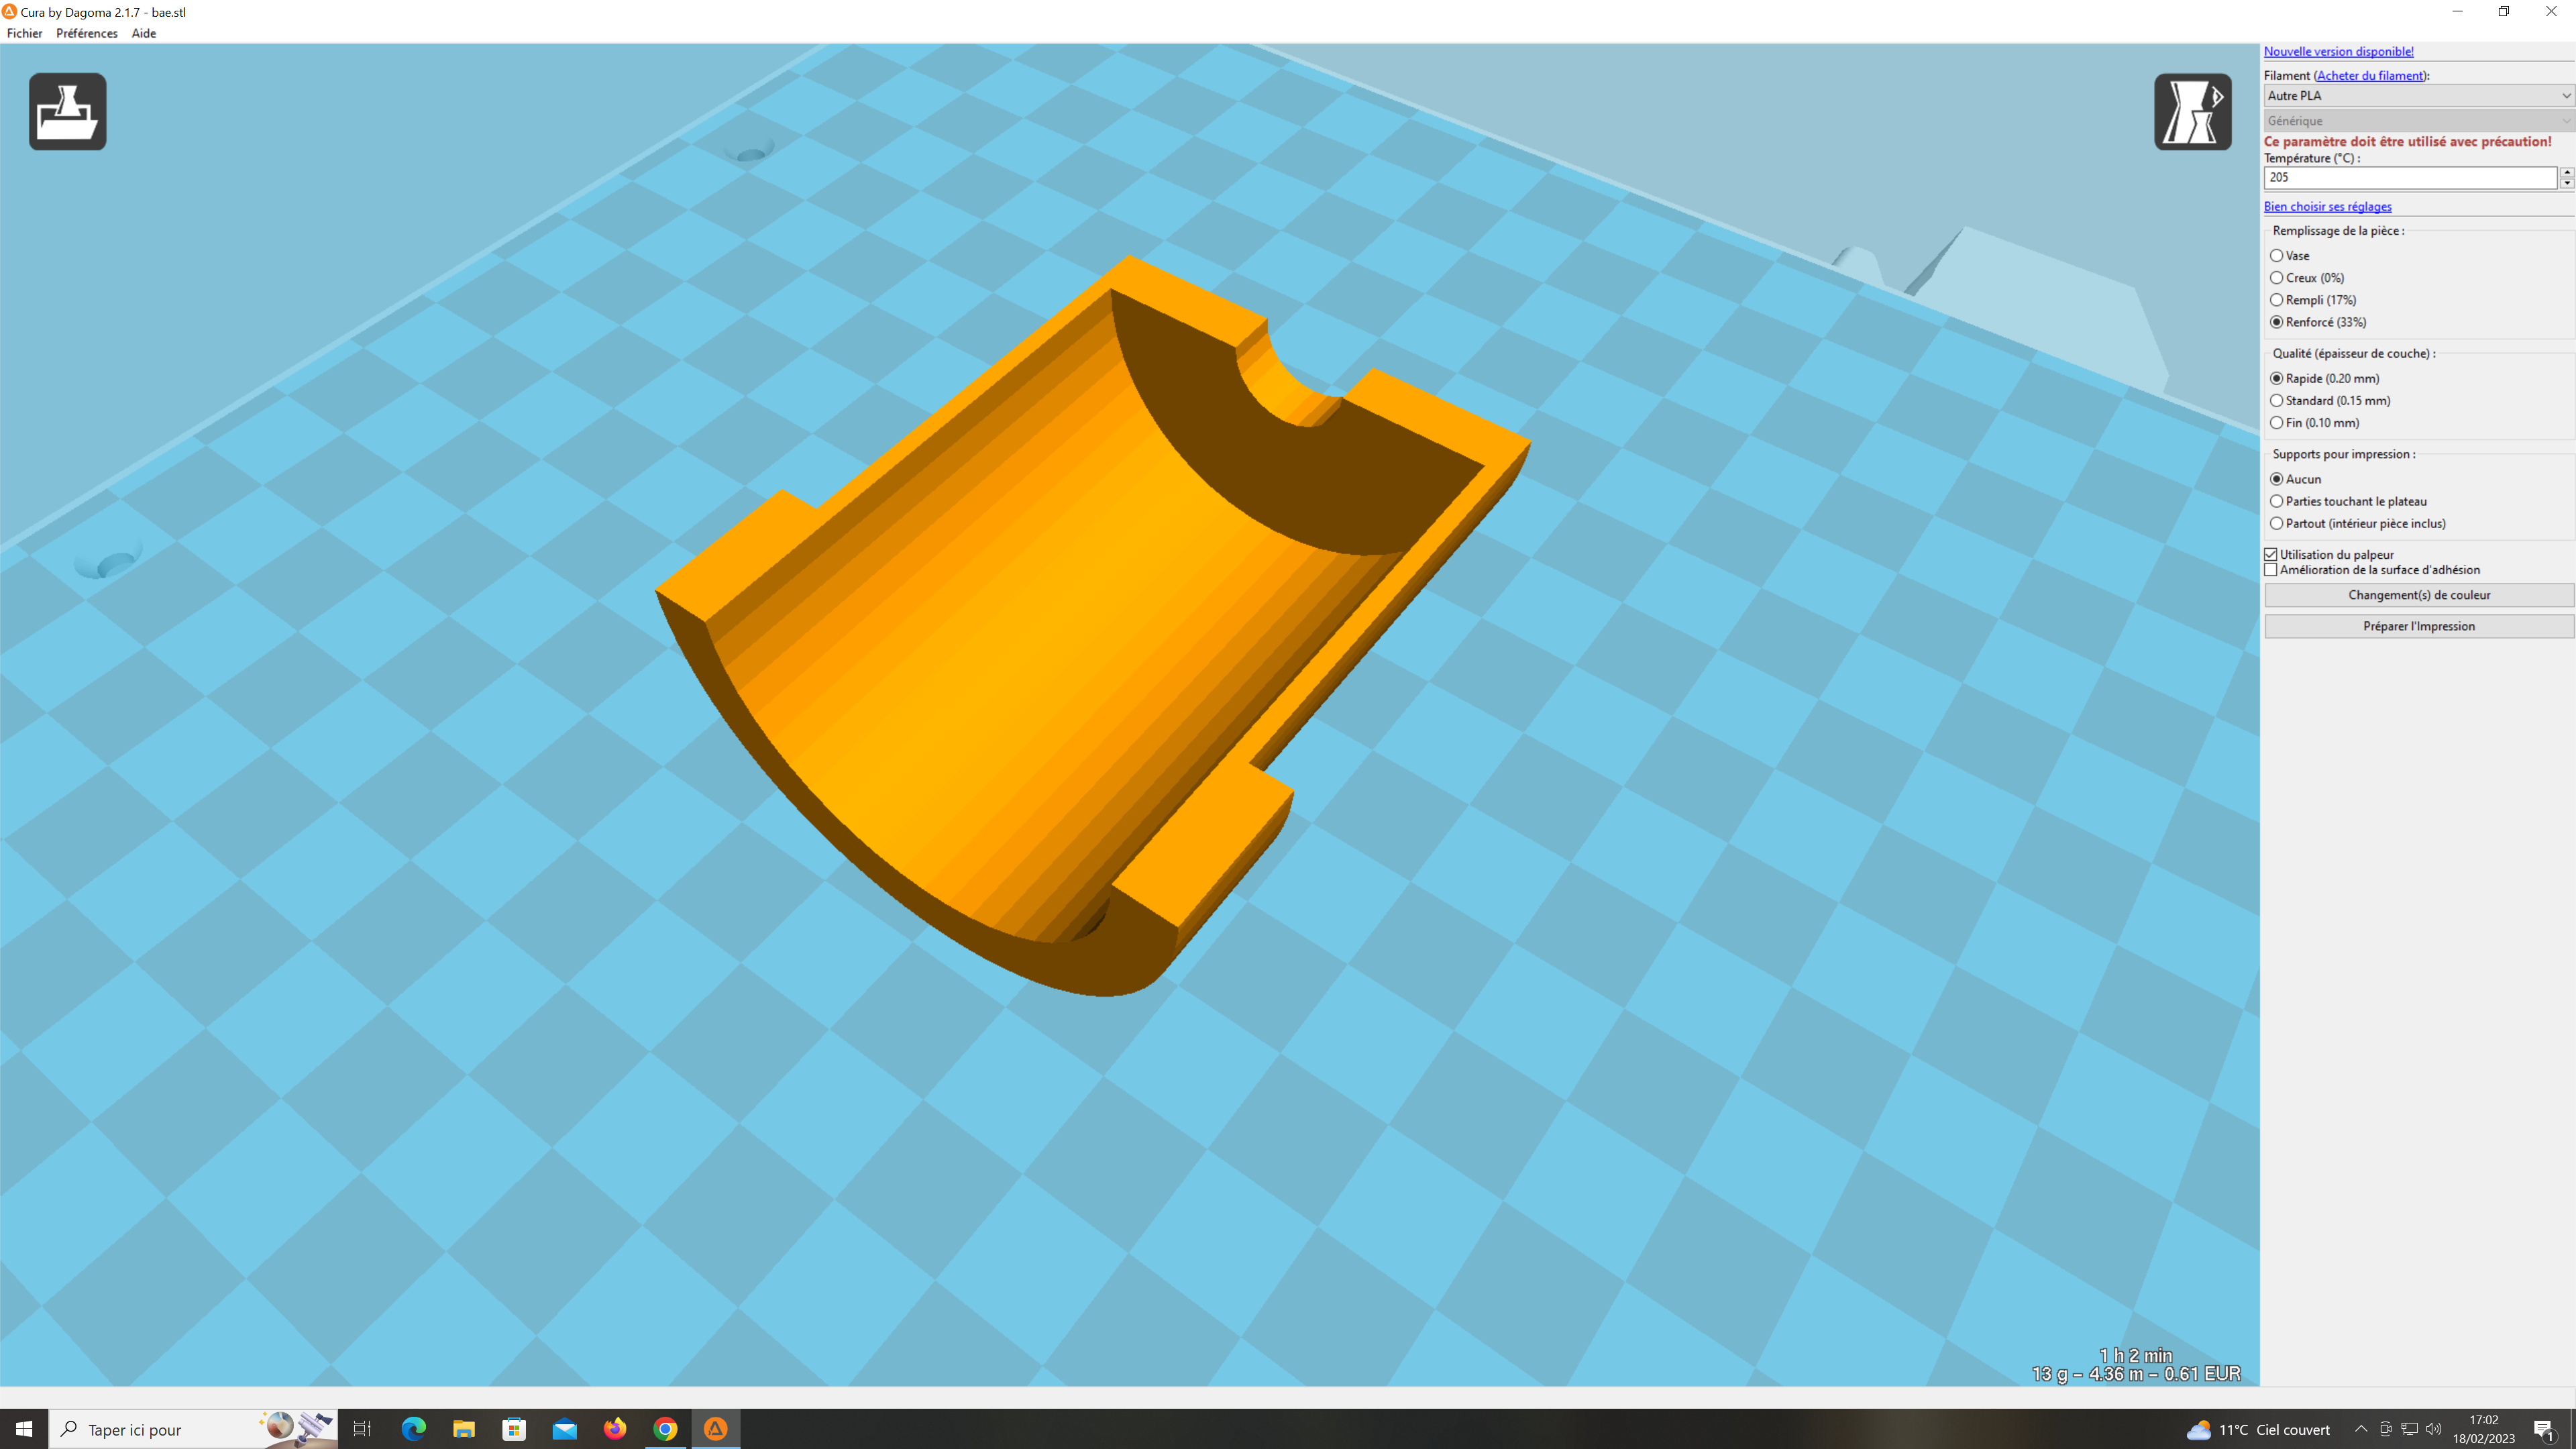 Cura by Dagoma 2.1.7 - bae.stl
Fichier Préférences Aide
Nouvelle version disponible!
Filament (Acheter du filament):
Autre PLA
Générique
Ce paramètre doit être utilisé avec précaution!
Température (°C) :
205
Bien choisir ses réglages
Remplissage de la pièce :
Vase
Creux (0%)
Rempli (17%)
Renforcé (33%)
Qualité (épaisseur de couche) :
Rapide (0.20 mm)
Standard (0.15 mm)
Fin (0.10 mm)
Supports pour impression :
Aucun
Parties touchant le plateau
Partout (intérieur pièce inclus)
Utilisation du palpeur
Amélioration de la surface d'adhésion
Changement(s) de couleur
Préparer l'Impression
1 h 2 min
13 g – 4.36 m – 0.61 EUR
Taper ici pour
11°C Ciel couvert
17:02
18/02/2023
1